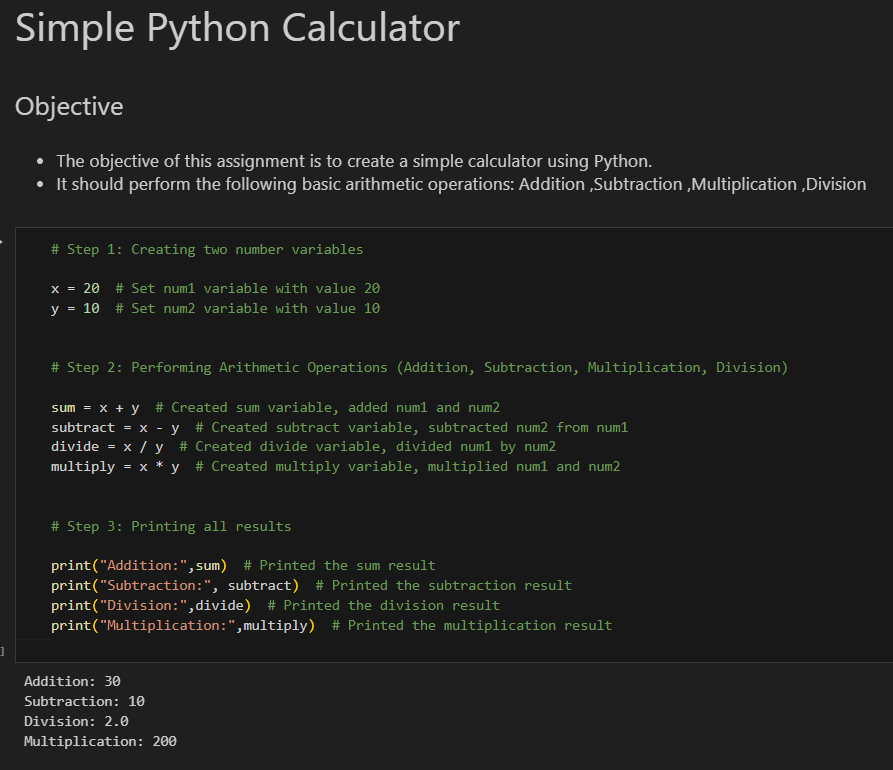 Simple Python Calculator
Objective
• The objective of this assignment is to create a simple calculator using Python.
• It should perform the following basic arithmetic operations: Addition ,Subtraction ,Multiplication ,Division
# Step 1: Creating two number variables
x = 20  # Set num1 variable with value 20
y = 10  # Set num2 variable with value 10
# Step 2: Performing Arithmetic Operations (Addition, Subtraction, Multiplication, Division)
sum = x + y  # Created sum variable, added num1 and num2
subtract = x - y  # Created subtract variable, subtracted num2 from num1
divide = x / y  # Created divide variable, divided num1 by num2
multiply = x * y  # Created multiply variable, multiplied num1 and num2
# Step 3: Printing all results
print("Addition:",sum)  # Printed the sum result
print("Subtraction:", subtract)  # Printed the subtraction result
print("Division:",divide)  # Printed the division result
print("Multiplication:",multiply)  # Printed the multiplication result
]
Addition: 30
Subtraction: 10
Division: 2.0
Multiplication: 200